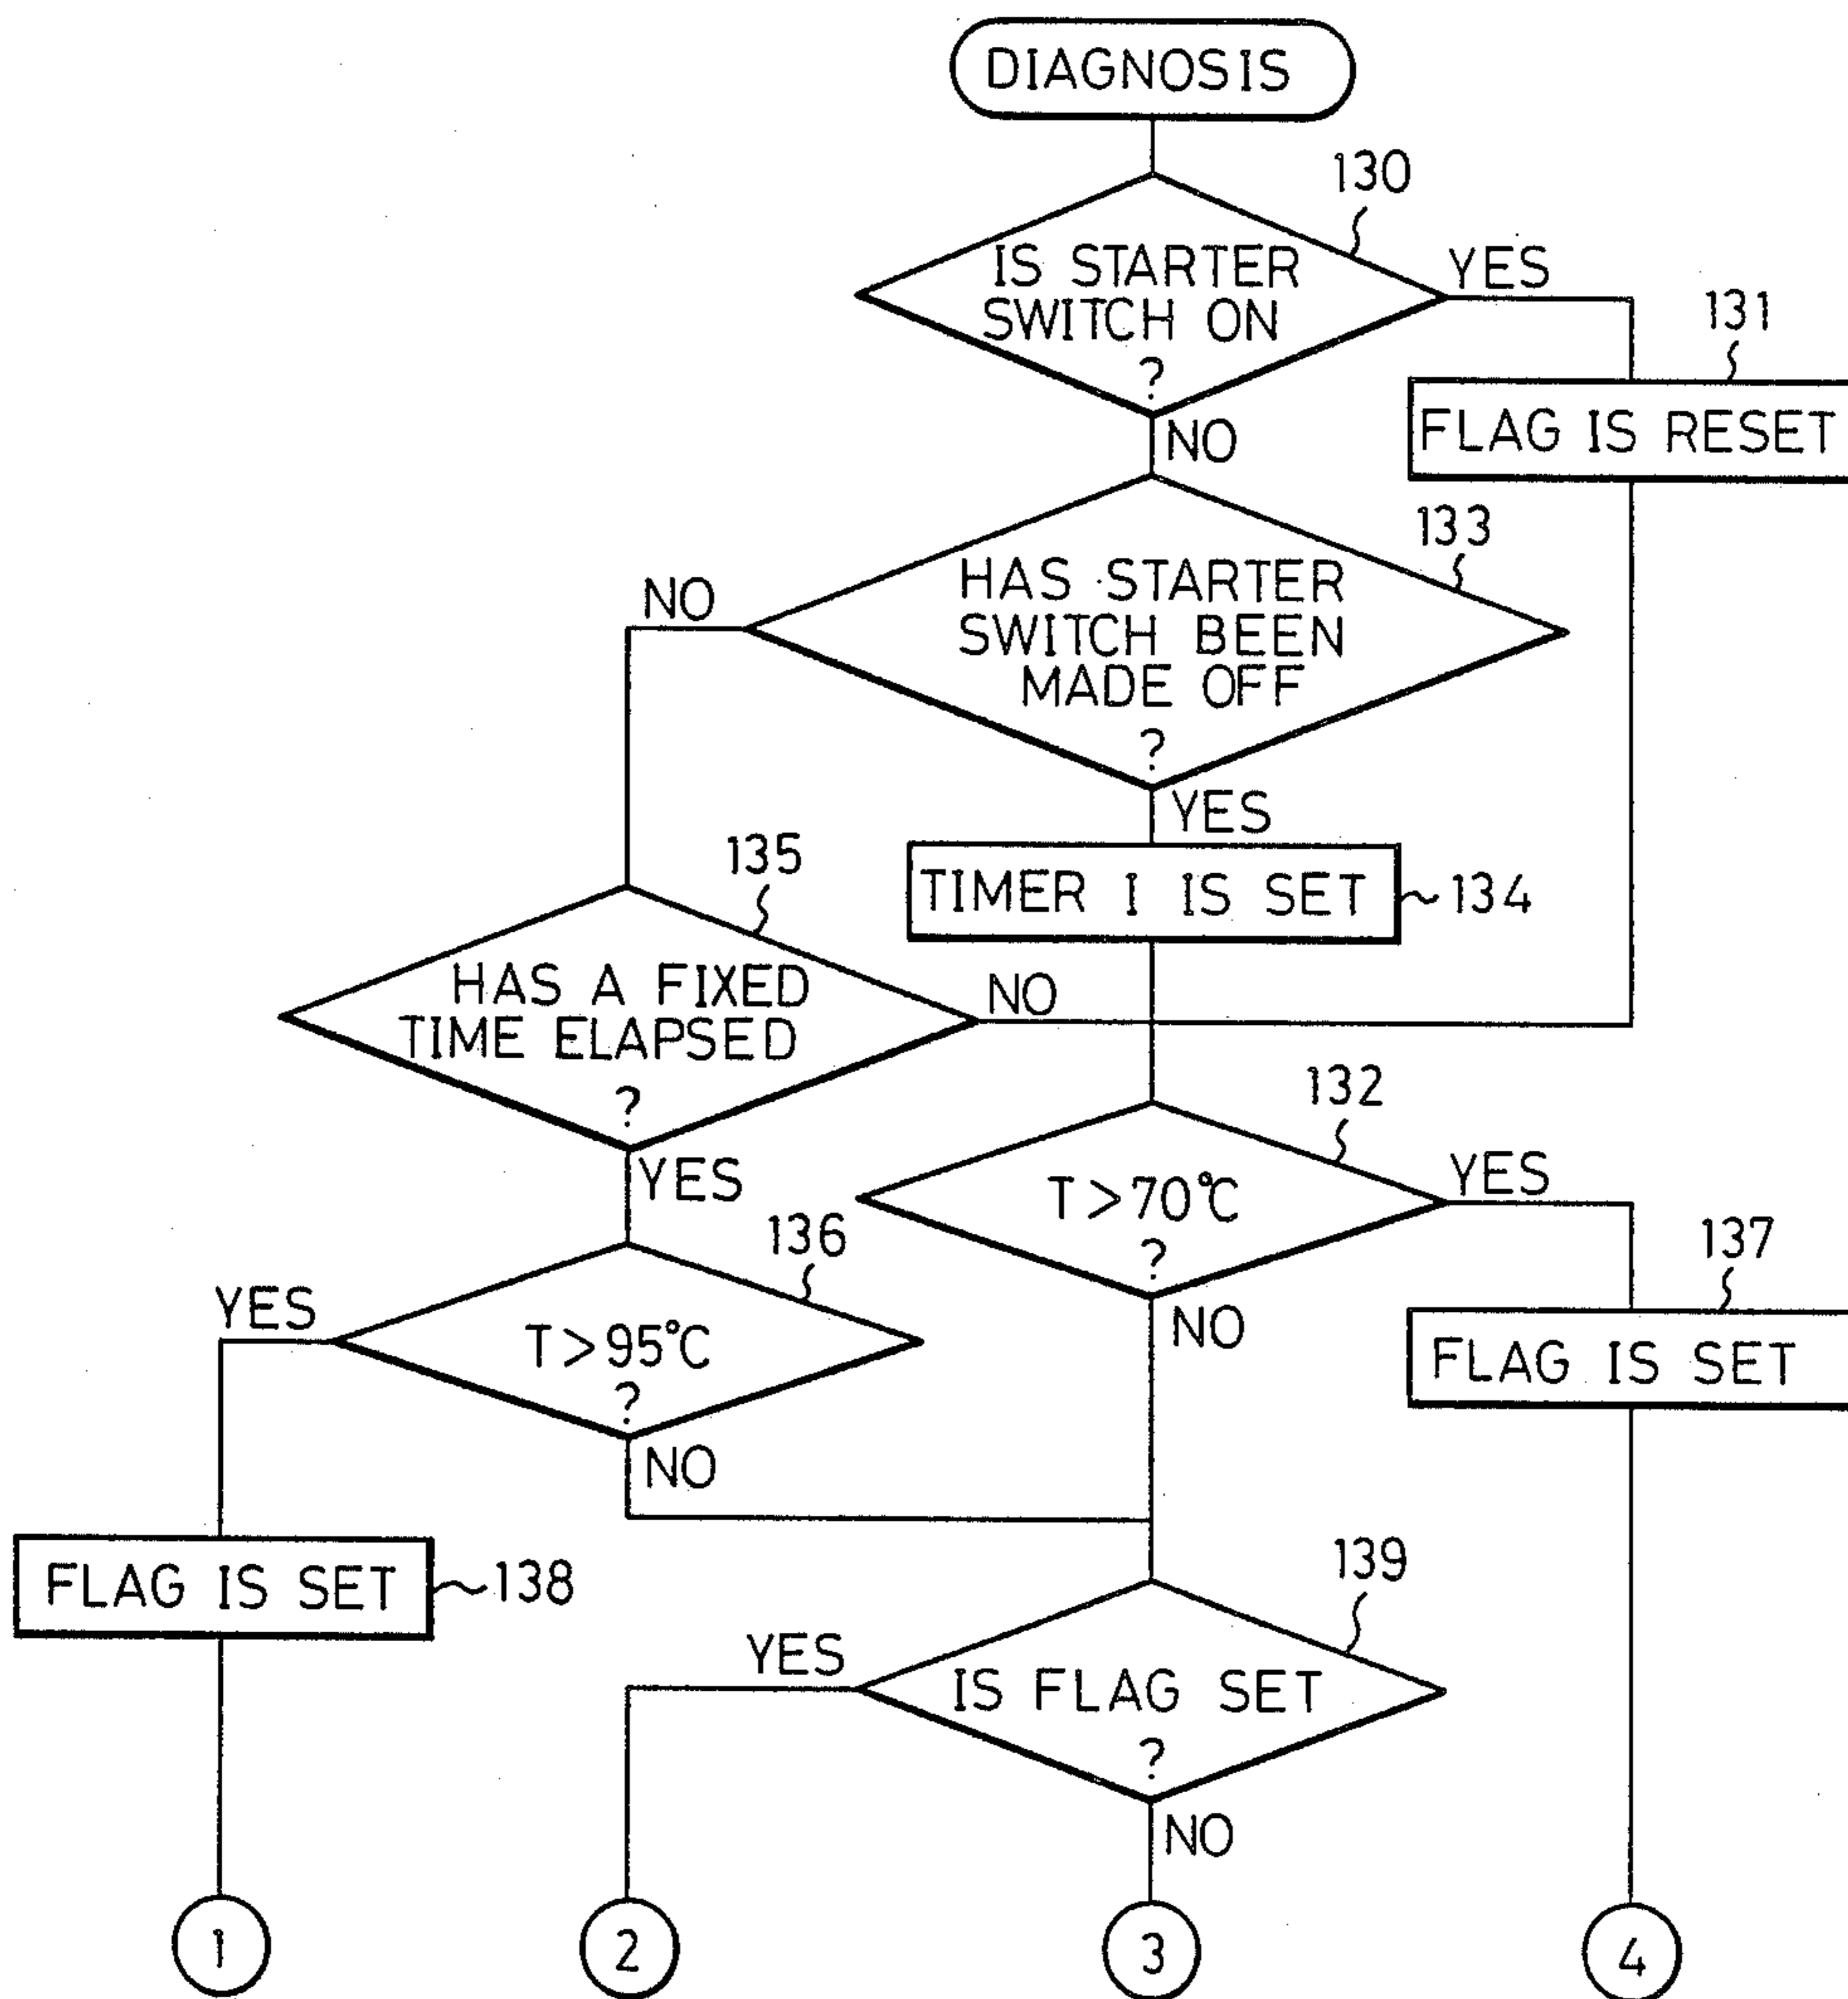 DIAGNOSIS
130
IS STARTER
SWITCH ON
?
YES
NO
131
FLAG IS RESET
133
HAS STARTER
SWITCH BEEN
MADE OFF
?
NO
YES
TIMER I IS SET
134
135
HAS A FIXED
TIME ELAPSED
?
NO
YES
132
T>70°C
?
YES
NO
136
T>95°C
?
YES
NO
137
FLAG IS SET
FLAG IS SET
138
139
IS FLAG SET
?
YES
NO
1
2
3
4